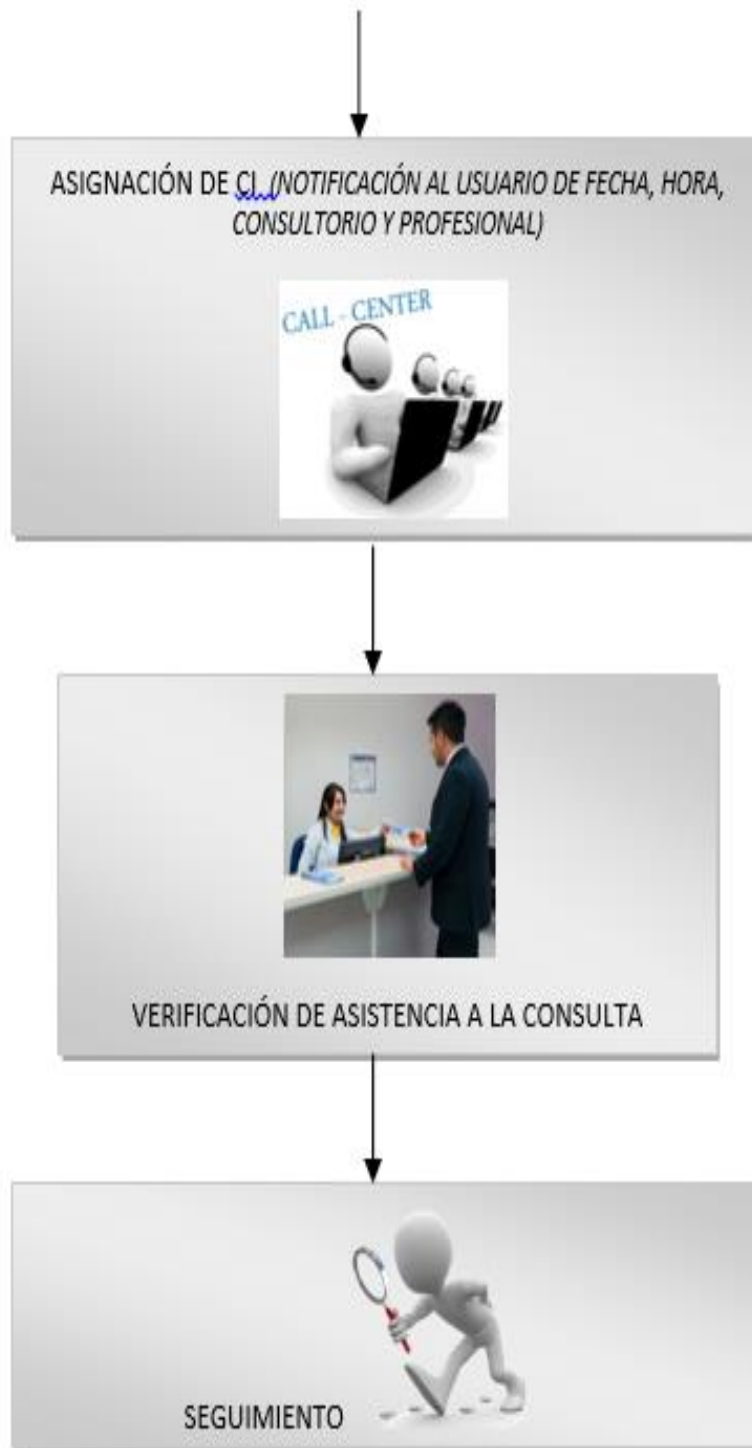 ASIGNACIÓN DE CI (NOTIFICACIÓN AL USUARIO DE FECHA, HORA,
CONSULTORIO Y PROFESIONAL)
CALL - CENTER
VERIFICACIÓN DE ASISTENCIA A LA CONSULTA
SEGUIMIENTO